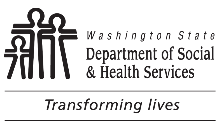 Washington State
Department of Social
& Health Services
Transforming lives